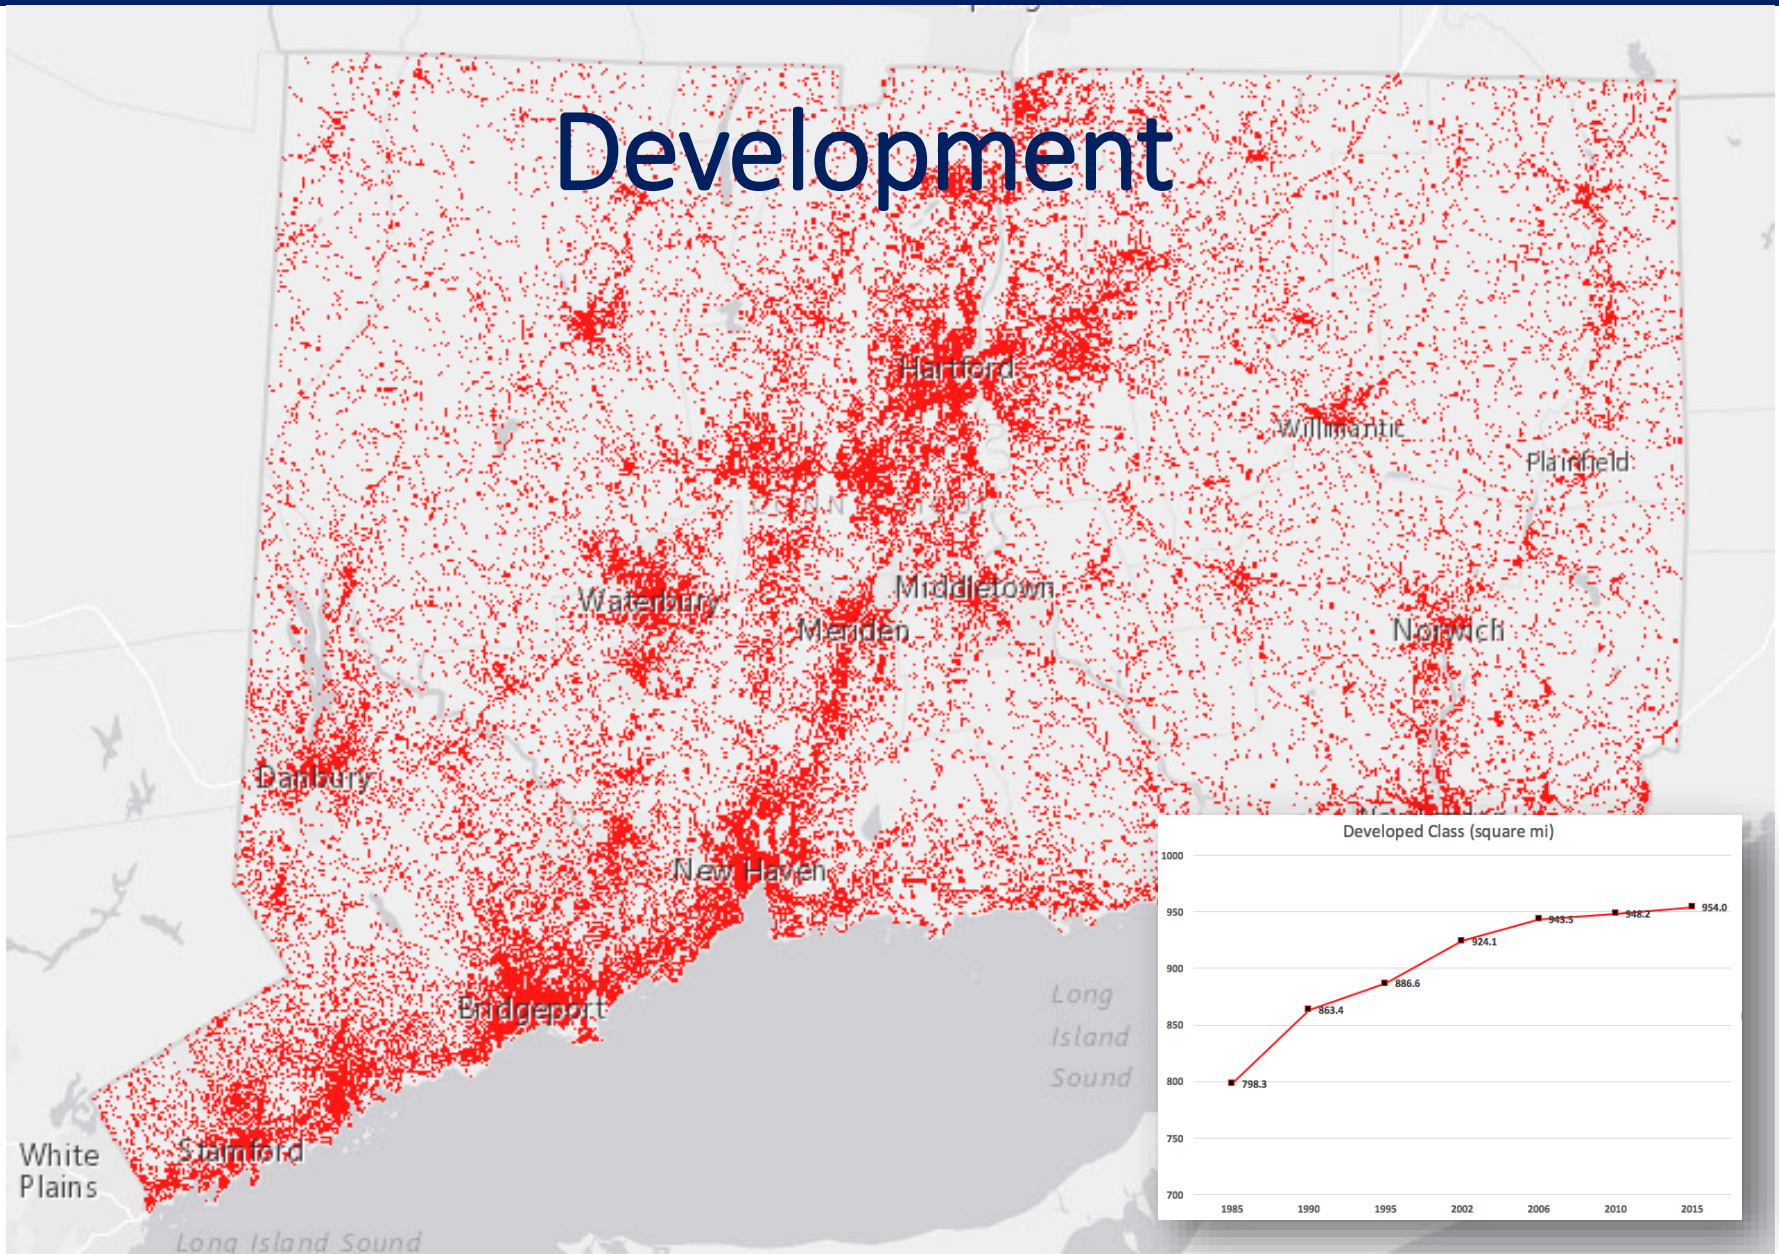 Development
Hartford
Willimantic
Plainfield
CONNECTICUT
Waterbury
Middletown
Meriden
Norwich
Danbury
New Haven
Bridgeport
Long
Island
Sound
Stamford
White
Plains
Long Island Sound
Developed Class (square mi)
1000
950
900
850
800
750
700
798.3
863.4
886.6
924.1
943.5
948.2
954.0
1985 1990 1995 2002 2006 2010 2015